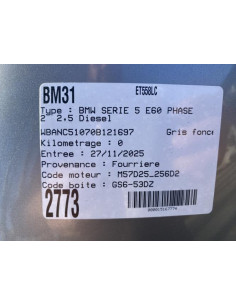 BM31 ET558LC
Type : BMW SERIE 5 E60 PHASE
2 2.5 Diesel
WBANC51070B121697 Gris fonce
Kilometrage : 0
Entree : 27/11/2025
Provenance : Fourriere
Code moteur : M57D25_256D2
Code boite : GS6-53DZ
2773